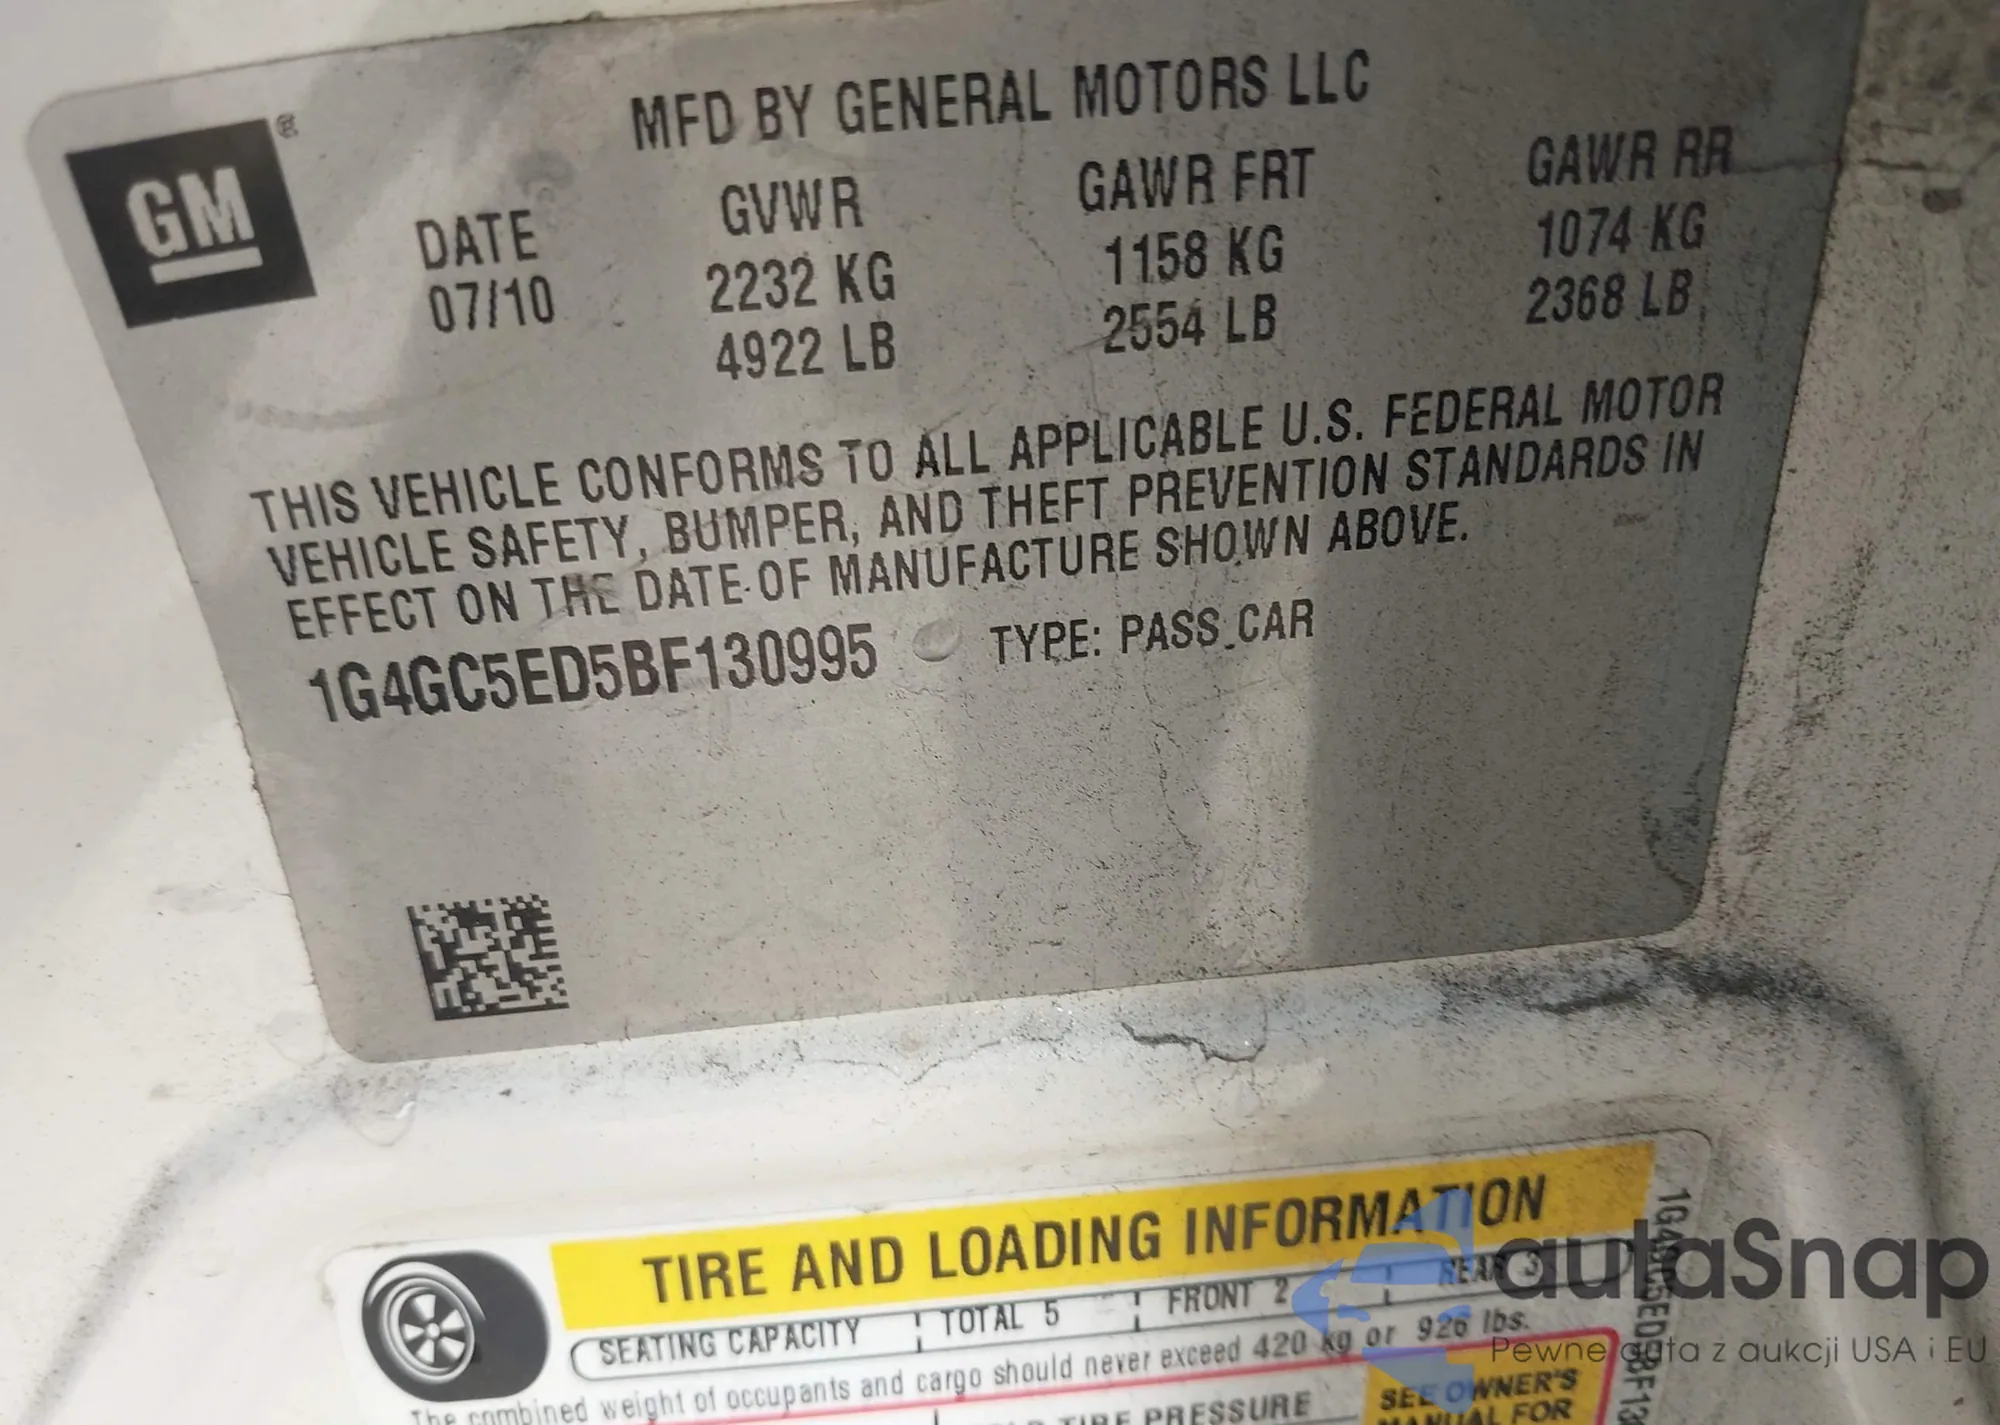 GM®
MFD BY GENERAL MOTORS LLC
DATE GVWR GAWR FRT GAWR RR
07/10 2232 KG 1158 KG 1074 KG
4922 LB 2554 LB 2368 LB
THIS VEHICLE CONFORMS TO ALL APPLICABLE U.S. FEDERAL MOTOR
VEHICLE SAFETY, BUMPER, AND THEFT PREVENTION STANDARDS IN
EFFECT ON THE DATE OF MANUFACTURE SHOWN ABOVE.
1G4GC5ED5BF130995 TYPE: PASS CAR
TIRE AND LOADING INFORMATION
SEATING CAPACITY TOTAL 5 FRONT 2 REAR 3
The combined weight of occupants and cargo should never exceed 420 kg or 926 lbs.
TIRE PRESSURE
SEE OWNER'S
MANUAL FOR
autaSnap
Pewne auta z aukcji USA i EU